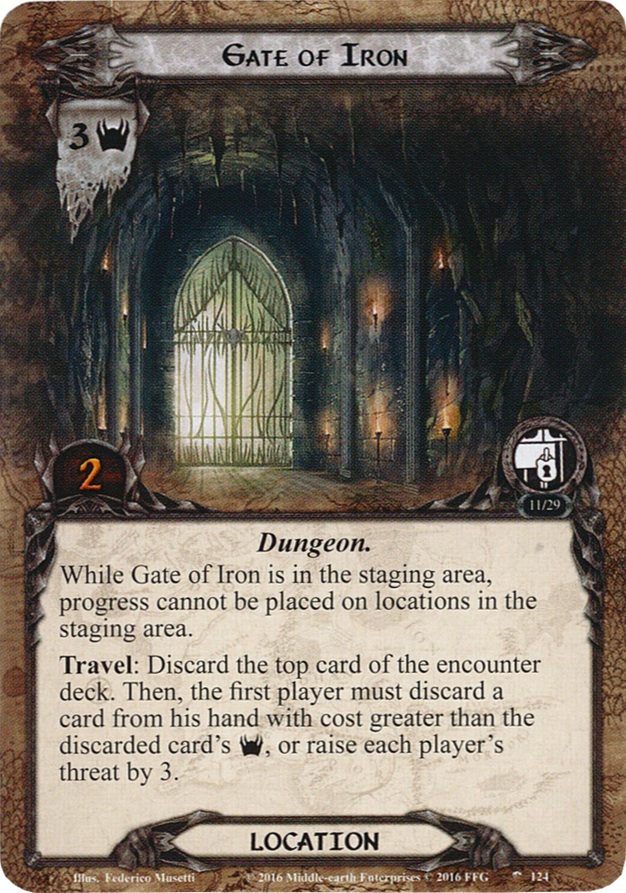 GATE OF IRON
3
2
11/29
Dungeon.
While Gate of Iron is in the staging area,
progress cannot be placed on locations in the
staging area.
Travel: Discard the top card of the encounter
deck. Then, the first player must discard a
card from his hand with cost greater than the
discarded card's , or raise each player's
threat by 3.
LOCATION
Illus. Federico Musetti © 2016 Middle-earth Enterprises © 2016 FFG 124